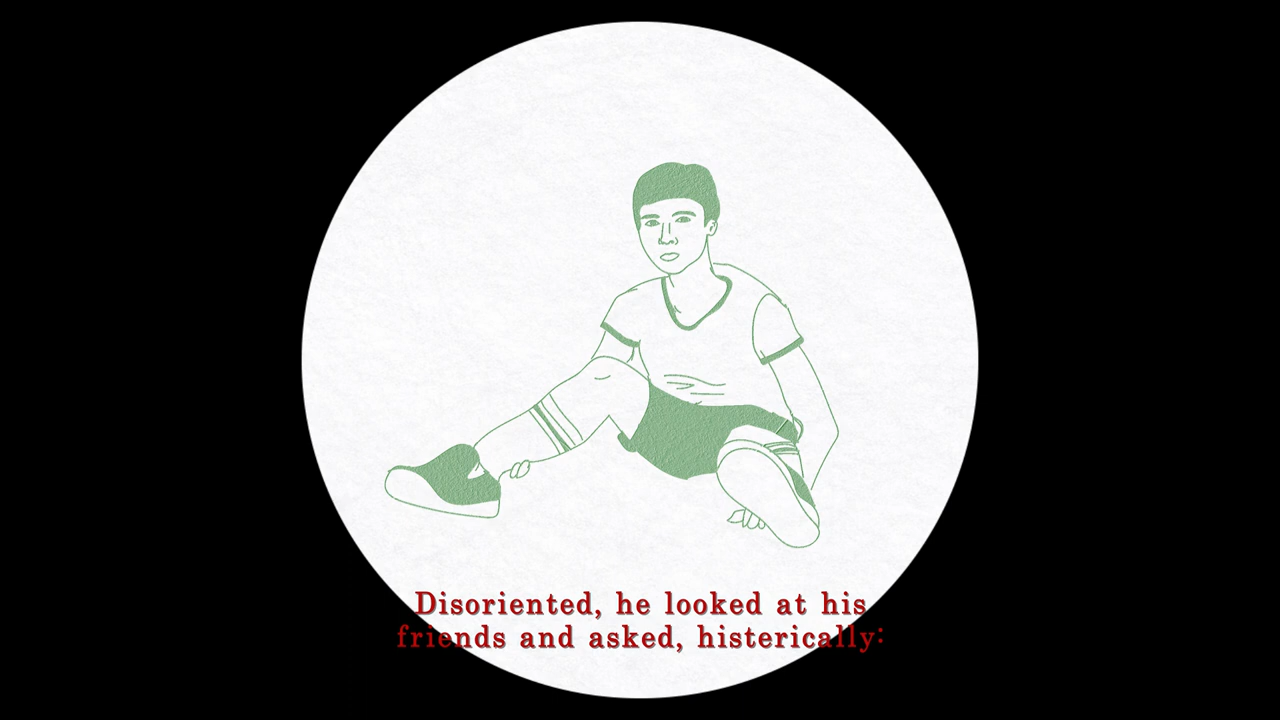 Disoriented, he looked at his
friends and asked, histerically: